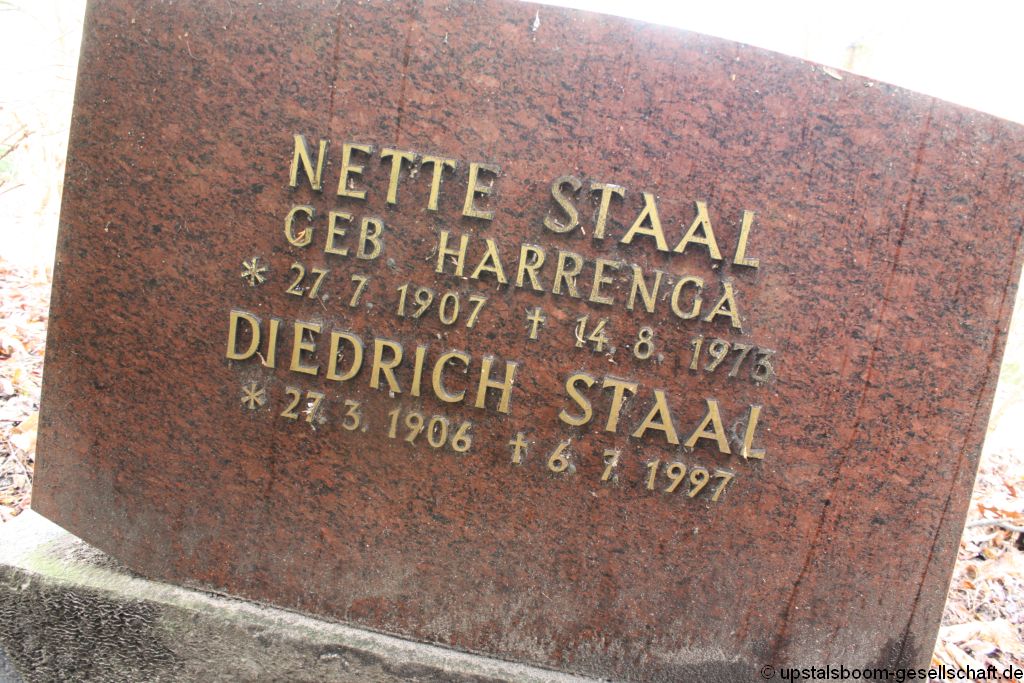 NETTE STAAL
GEB HARRENGA
* 27. 7. 1907 † 14. 8. 1973
DIEDRICH STAAL
* 27. 3. 1906 † 6. 7. 1997
© upstalsboom-gesellschaft.de